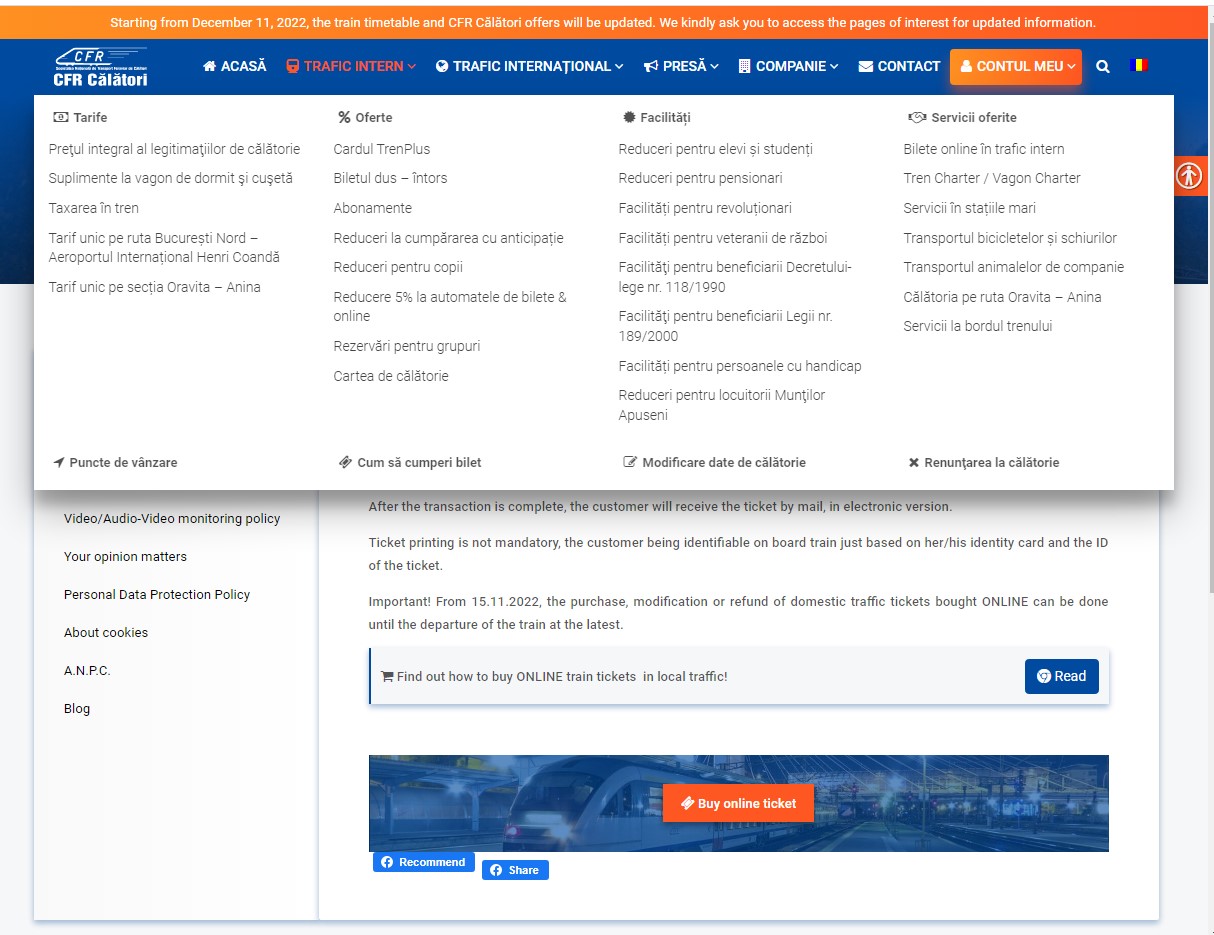 Starting from December 11, 2022, the train timetable and CFR Călători offers will be updated. We kindly ask you to access the pages of interest for updated information.
CFR
CFR Călători
ACASĂ
TRAFIC INTERN
TRAFIC INTERNAȚIONAL
PRESĂ
COMPANIE
CONTACT
CONTUL MEU
Tarife
Preţul integral al legitimaţiilor de călătorie
Suplimente la vagon de dormit şi cuşetă
Taxarea în tren
Tarif unic pe ruta București Nord –
Aeroportul Internațional Henri Coandă
Tarif unic pe secția Oravita – Anina
Oferte
Cardul TrenPlus
Biletul dus – întors
Abonamente
Reduceri la cumpărarea cu anticipație
Reduceri pentru copii
Reducere 5% la automatele de bilete &
online
Rezervări pentru grupuri
Cartea de călătorie
Facilități
Reduceri pentru elevi și studenți
Reduceri pentru pensionari
Facilități pentru revoluționari
Facilități pentru veteranii de război
Facilităţi pentru beneficiarii Decretului-
lege nr. 118/1990
Facilităţi pentru beneficiarii Legii nr.
189/2000
Facilități pentru persoanele cu handicap
Reduceri pentru locuitorii Munţilor
Apuseni
Servicii oferite
Bilete online în trafic intern
Tren Charter / Vagon Charter
Servicii în stațiile mari
Transportul bicicletelor și schiurilor
Transportul animalelor de companie
Călătoria pe ruta Oravita – Anina
Servicii la bordul trenului
Puncte de vânzare
Cum să cumperi bilet
Modificare date de călătorie
Renunţarea la călătorie
Video/Audio-Video monitoring policy
Your opinion matters
Personal Data Protection Policy
About cookies
A.N.P.C.
Blog
After the transaction is complete, the customer will receive the ticket by mail, in electronic version.
Ticket printing is not mandatory, the customer being identifiable on board train just based on her/his identity card and the ID
of the ticket.
Important! From 15.11.2022, the purchase, modification or refund of domestic traffic tickets bought ONLINE can be done
until the departure of the train at the latest.
Find out how to buy ONLINE train tickets in local traffic!
Read
Buy online ticket
Recommend
Share